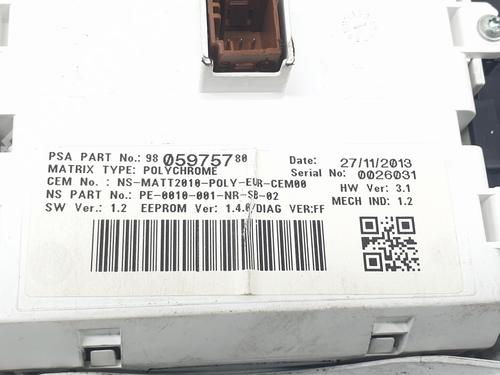 PSA PART No.: 98 059757 80
MATRIX TYPE: POLYCHROME
CEM No. : NS-MATT2010-POLY-EUR-CEM00
NS PART No.: PE-0010-001-NR-SB-02
SW Ver.: 1.2 EEPROM Ver: 1.4.0/DIAG VER:FF
Date: 27/11/2013
Serial No: 0026031
HW Ver: 3.1
MECH IND: 1.2